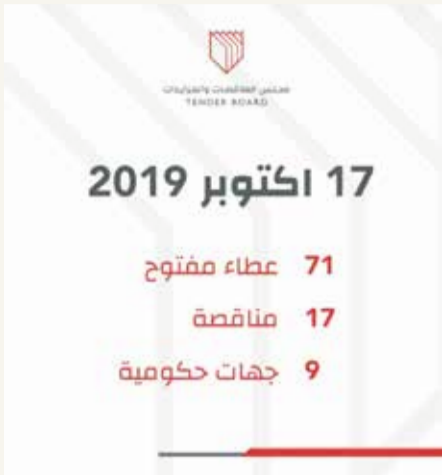 مجلس المناقصات والمزايدات
TENDER BOARD
17 اكتوبر 2019
71 عطاء مفتوح
17 مناقصة
9 جهات حكومية